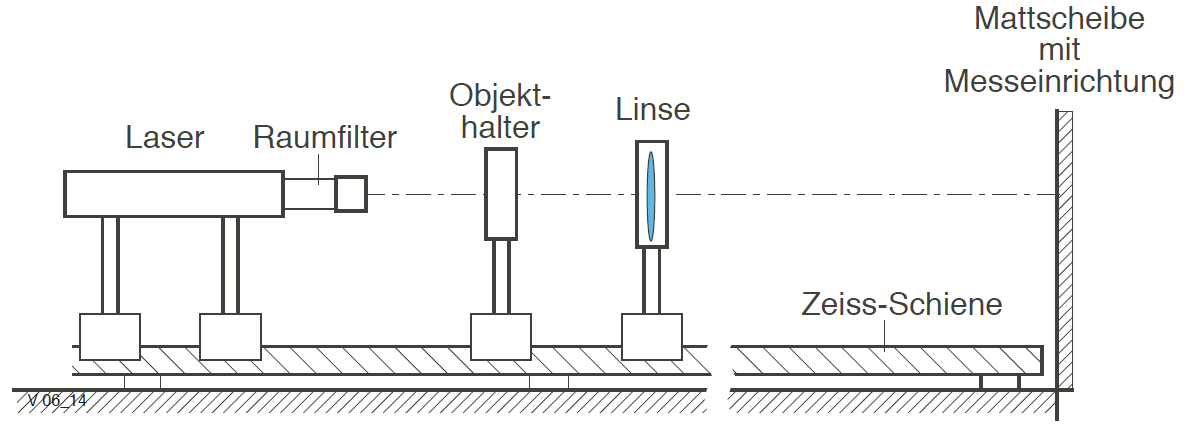 Mattscheibe
mit
Messeinrichtung
Objekt-
halter
Linse
Laser
Raumfilter
Zeiss-Schiene
V 06_14